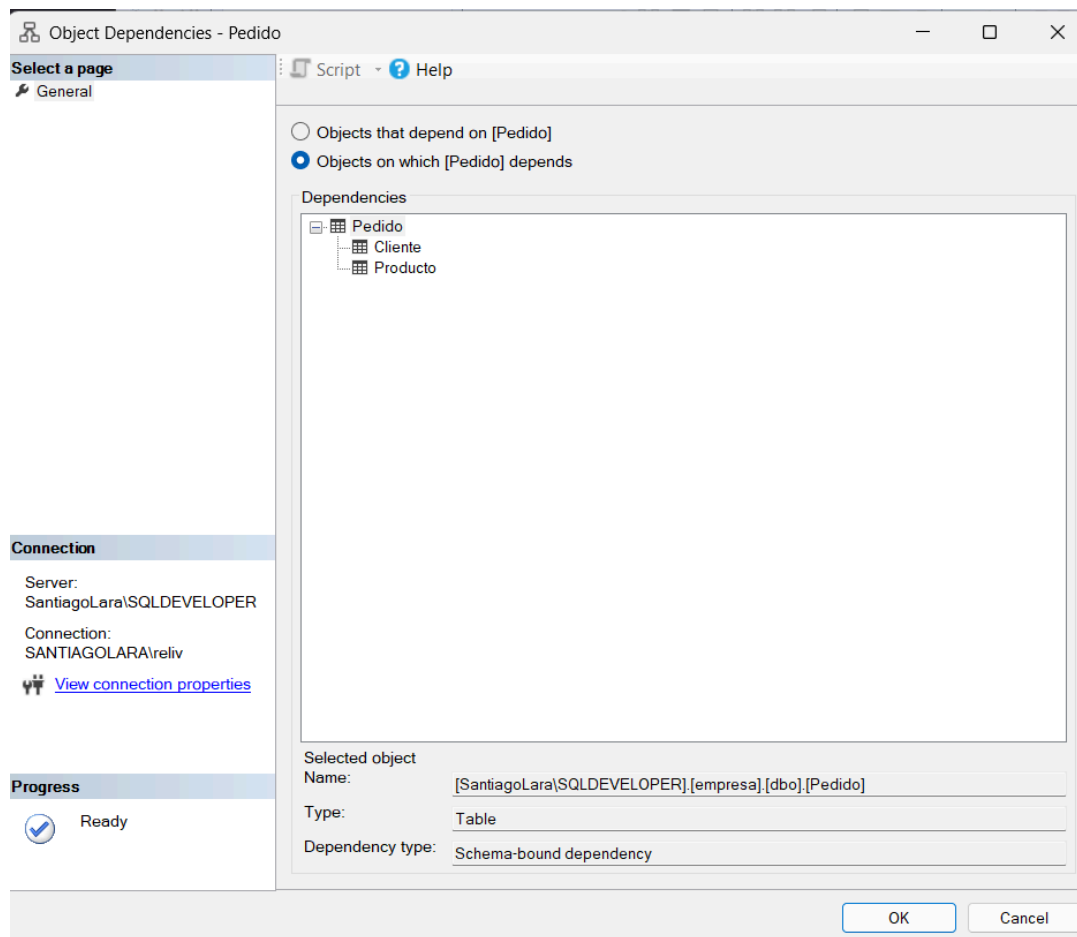 Object Dependencies - Pedido
Select a page
General
Script
Help
Objects that depend on [Pedido]
Objects on which [Pedido] depends
Dependencies
Pedido
Cliente
Producto
Connection
Server:
SantiagoLara\SQLDEVELOPER
Connection:
SANTIAGOLARA\reliv
View connection properties
Progress
Ready
Selected object
Name:
[SantiagoLara\SQLDEVELOPER].[empresa].[dbo].[Pedido]
Type:
Table
Dependency type:
Schema-bound dependency
OK
Cancel